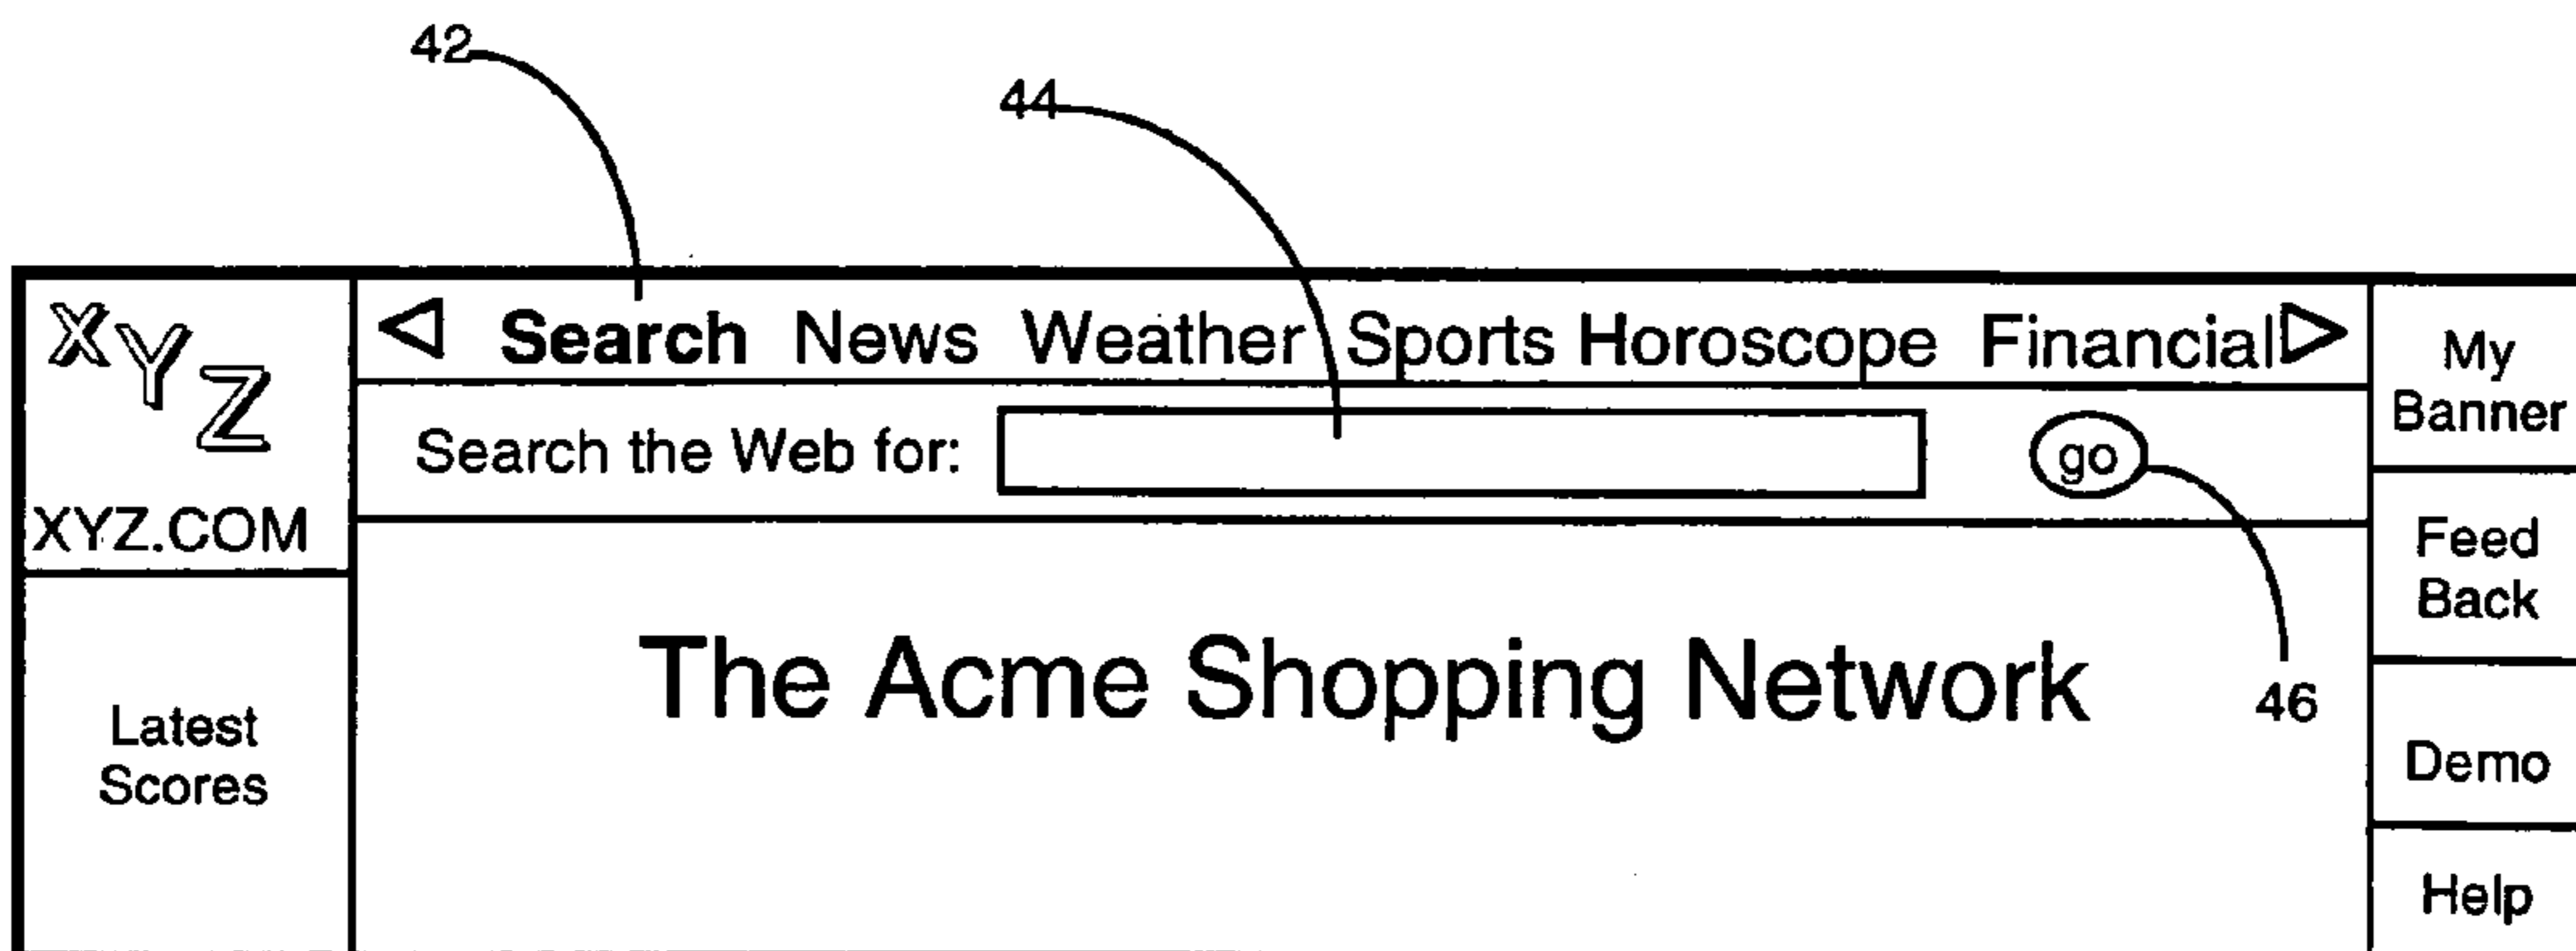 42
44
XYZ
XYZ.COM
Search News Weather Sports Horoscope Financial
Search the Web for: go
The Acme Shopping Network
46
Latest
Scores
My
Banner
Feed
Back
Demo
Help